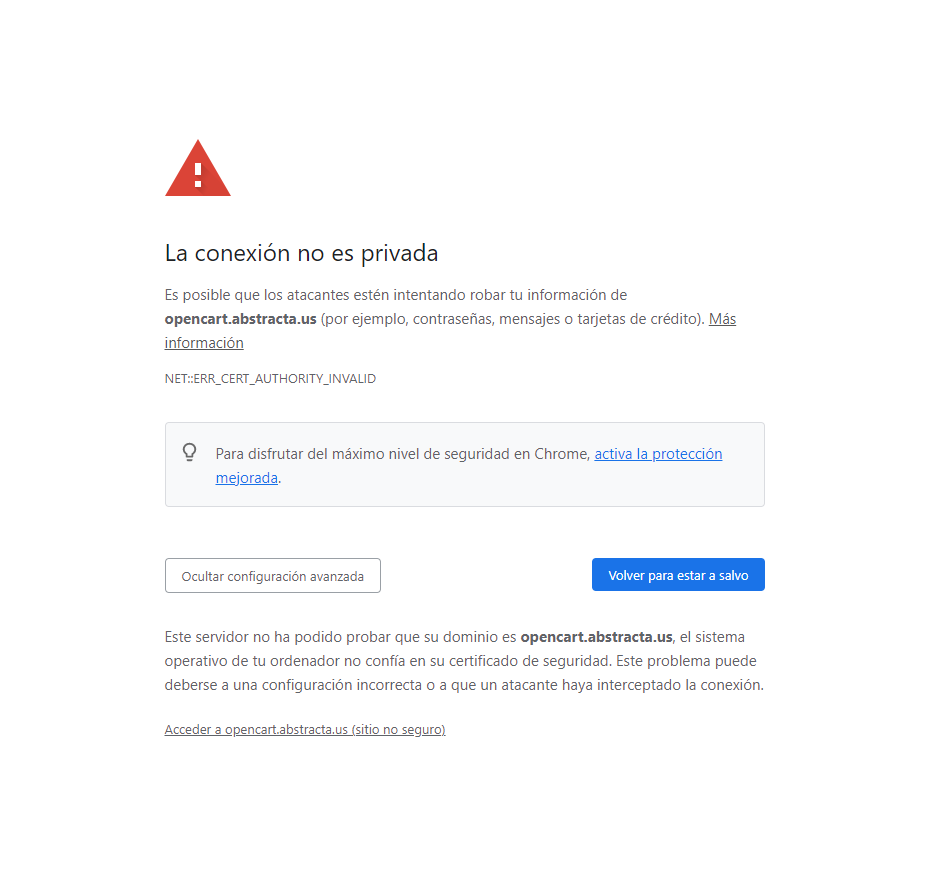 La conexión no es privada
Es posible que los atacantes estén intentando robar tu información de
opencart.abstracta.us (por ejemplo, contraseñas, mensajes o tarjetas de crédito). Más
información
NET::ERR_CERT_AUTHORITY_INVALID
Para disfrutar del máximo nivel de seguridad en Chrome, activa la protección
mejorada.
Ocultar configuración avanzada
Volver para estar a salvo
Este servidor no ha podido probar que su dominio es opencart.abstracta.us, el sistema
operativo de tu ordenador no confía en su certificado de seguridad. Este problema puede
deberse a una configuración incorrecta o a que un atacante haya interceptado la conexión.
Acceder a opencart.abstracta.us (sitio no seguro)